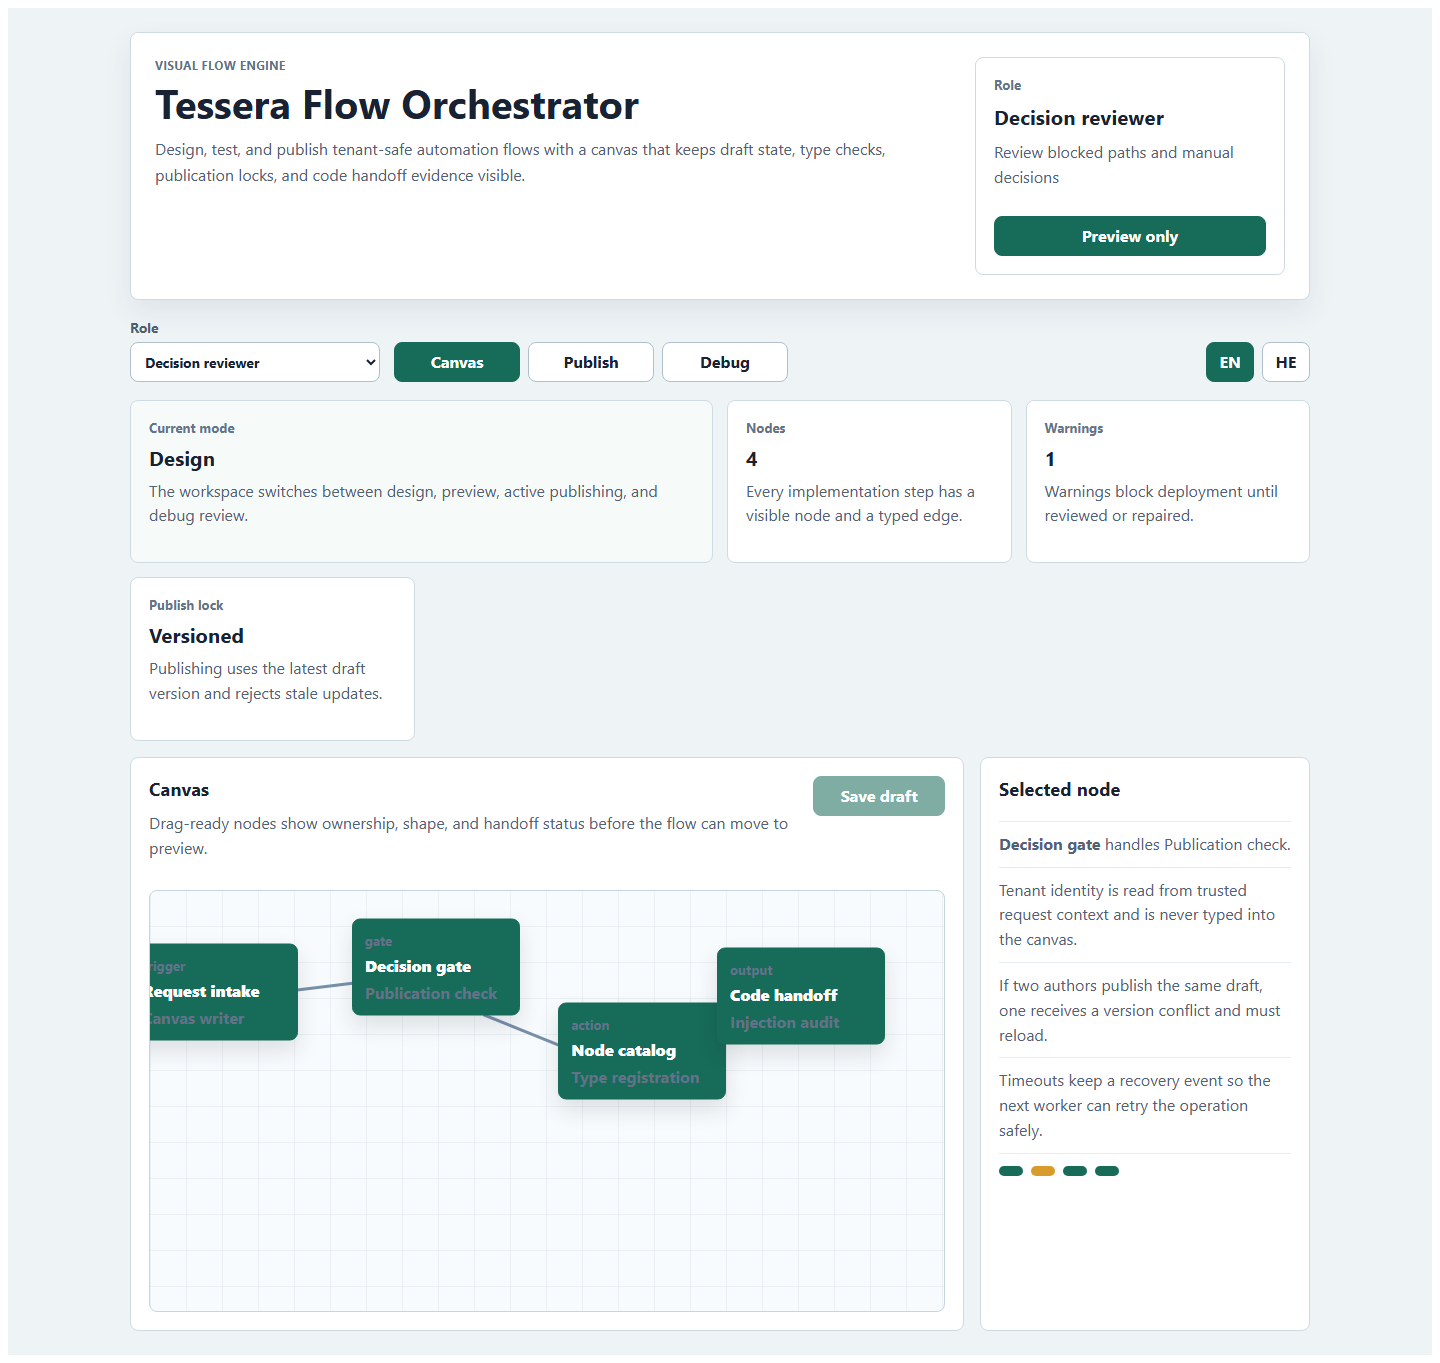 VISUAL FLOW ENGINE
Tessera Flow Orchestrator
Design, test, and publish tenant-safe automation flows with a canvas that keeps draft state, type checks,
publication locks, and code handoff evidence visible.
Role
Decision reviewer
Review blocked paths and manual
decisions
Preview only
Role
Decision reviewer
Canvas
Publish
Debug
EN
HE
Current mode
Design
The workspace switches between design, preview, active publishing, and
debug review.
Nodes
4
Every implementation step has a
visible node and a typed edge.
Warnings
1
Warnings block deployment until
reviewed or repaired.
Publish lock
Versioned
Publishing uses the latest draft
version and rejects stale updates.
Canvas
Drag-ready nodes show ownership, shape, and handoff status before the flow can move to
preview.
Save draft
rigger
Request intake
Canvas writer
gate
Decision gate
Publication check
action
Node catalog
Type registration
output
Code handoff
Injection audit
Selected node
Decision gate handles Publication check.
Tenant identity is read from trusted
request context and is never typed into
the canvas.
If two authors publish the same draft,
one receives a version conflict and must
reload.
Timeouts keep a recovery event so the
next worker can retry the operation
safely.